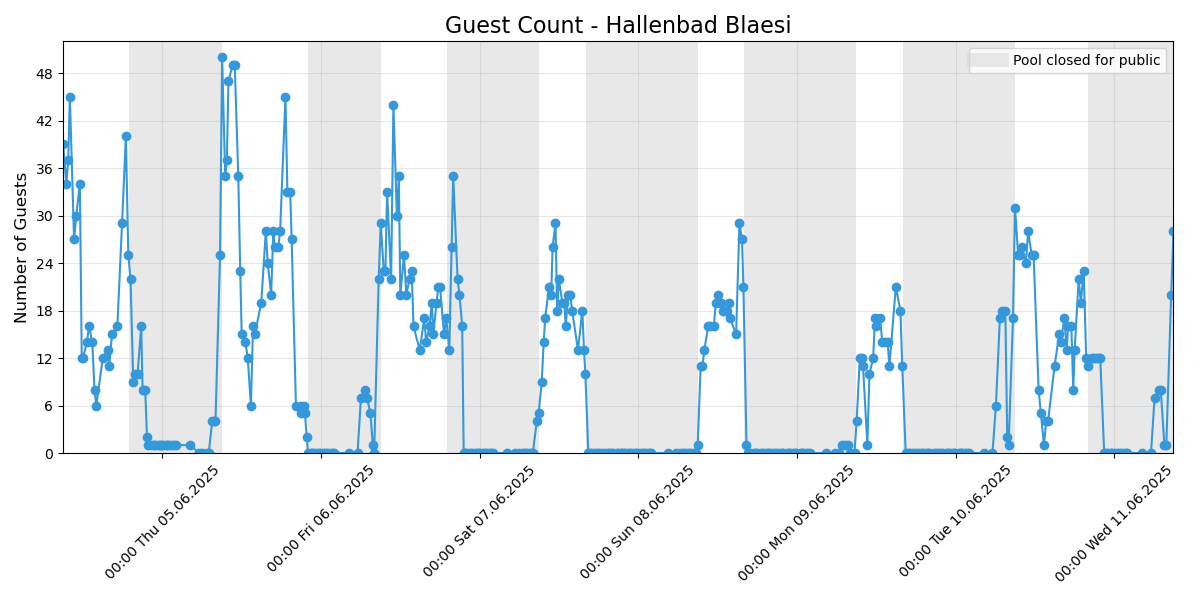 Guest Count - Hallenbad Blaesi
Pool closed for public
Number of Guests
48
42
36
30
24
18
12
6
0
00:00 Thu 05.06.2025
00:00 Fri 06.06.2025
00:00 Sat 07.06.2025
00:00 Sun 08.06.2025
00:00 Mon 09.06.2025
00:00 Tue 10.06.2025
00:00 Wed 11.06.2025